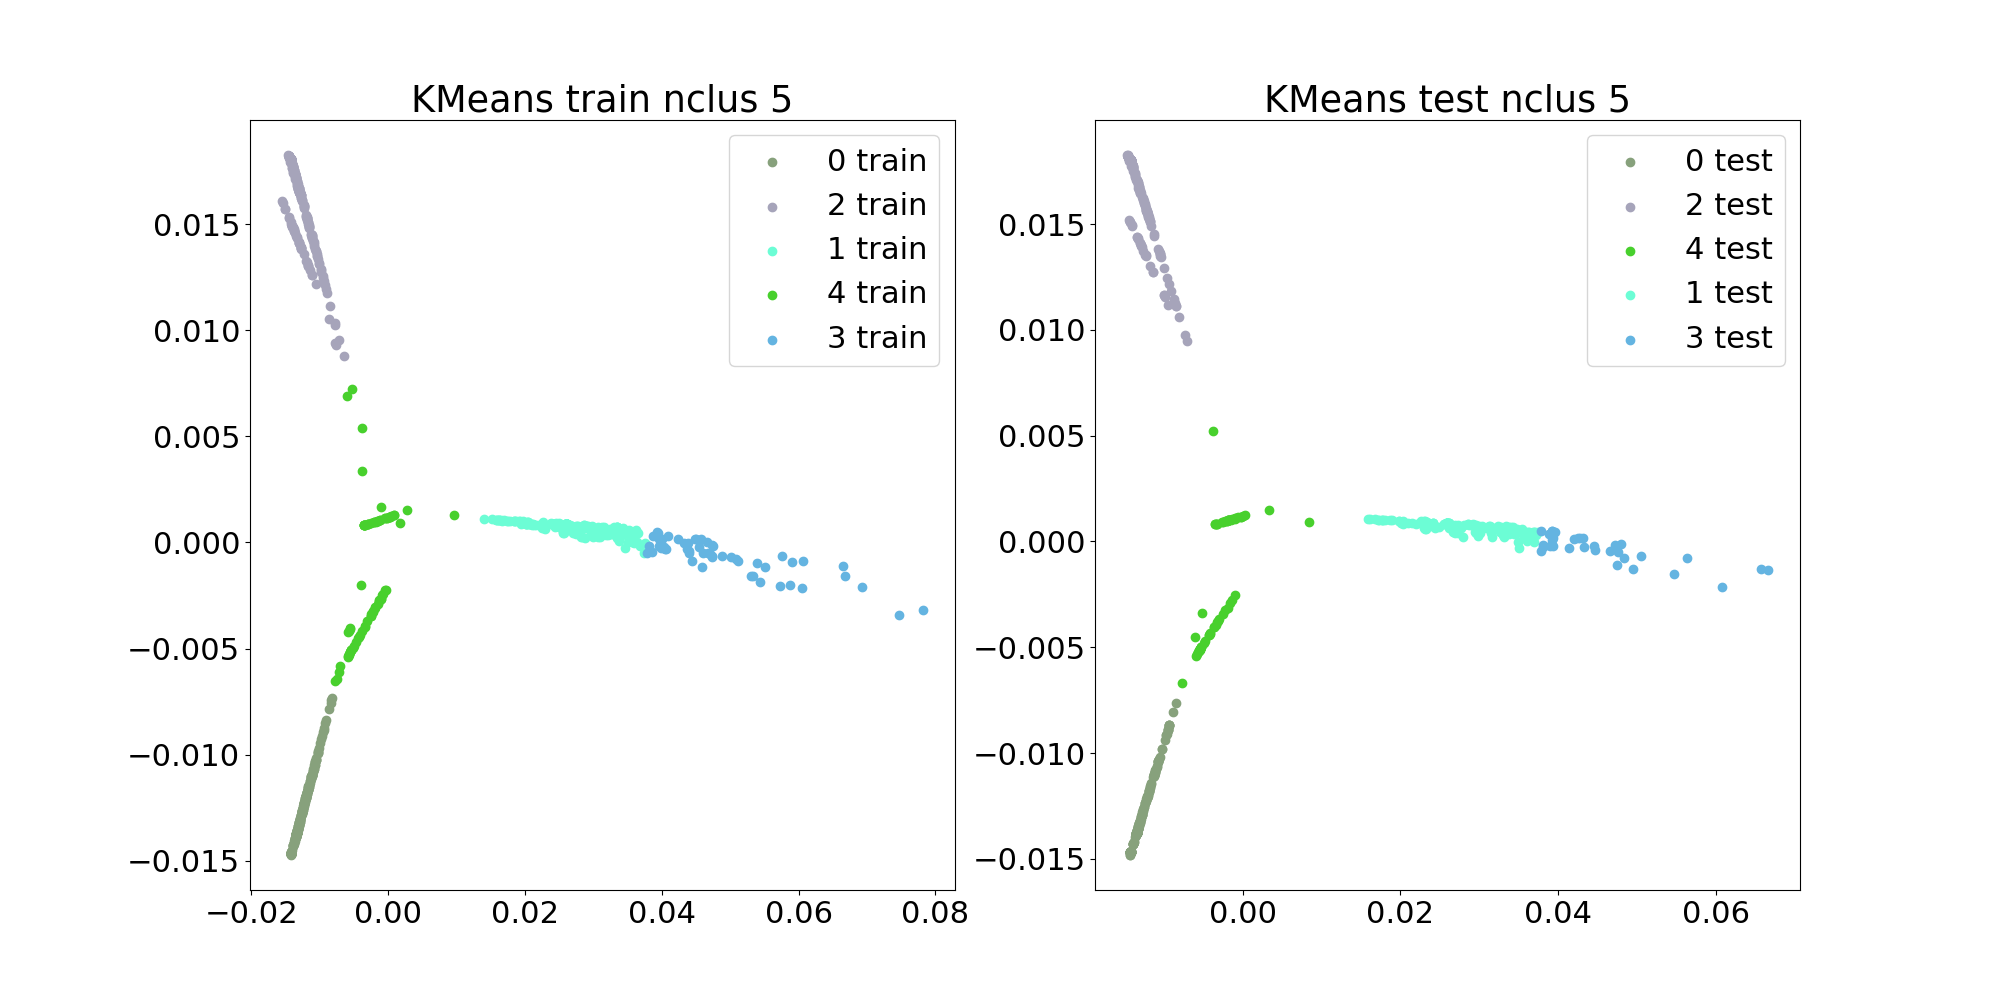 KMeans train nclus 5
0 train
2 train
1 train
4 train
3 train
0.015
0.010
0.005
0.000
−0.005
−0.010
−0.015
−0.02 0.00 0.02 0.04 0.06 0.08
KMeans test nclus 5
0 test
2 test
4 test
1 test
3 test
0.015
0.010
0.005
0.000
−0.005
−0.010
−0.015
0.00 0.02 0.04 0.06